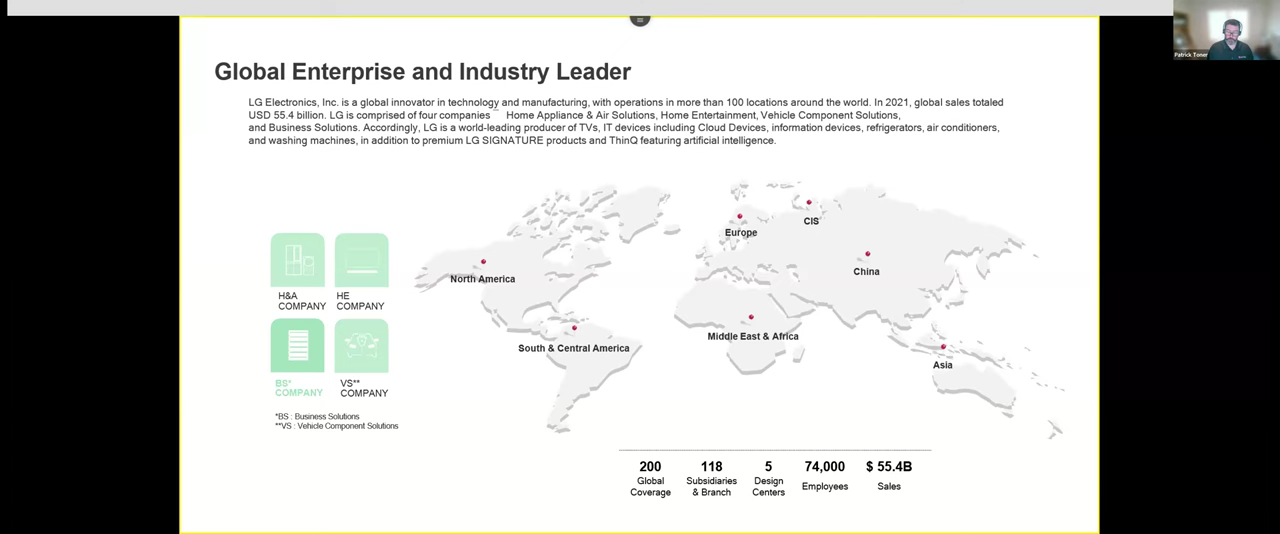 Patrick Toner
Global Enterprise and Industry Leader
LG Electronics, Inc. is a global innovator in technology and manufacturing, with operations in more than 100 locations around the world. In 2021, global sales totaled
USD 55.4 billion. LG is comprised of four companies – Home Appliance & Air Solutions, Home Entertainment, Vehicle Component Solutions,
and Business Solutions. Accordingly, LG is a world-leading producer of TVs, IT devices including Cloud Devices, information devices, refrigerators, air conditioners,
and washing machines, in addition to premium LG SIGNATURE products and ThinQ featuring artificial intelligence.
H&A
COMPANY
HE
COMPANY
BS*
COMPANY
VS**
COMPANY
*BS : Business Solutions
**VS : Vehicle Component Solutions
North America
South & Central America
Europe
CIS
China
Middle East & Africa
Asia
200
Global
Coverage
118
Subsidiaries
& Branch
5
Design
Centers
74,000
Employees
$ 55.4B
Sales